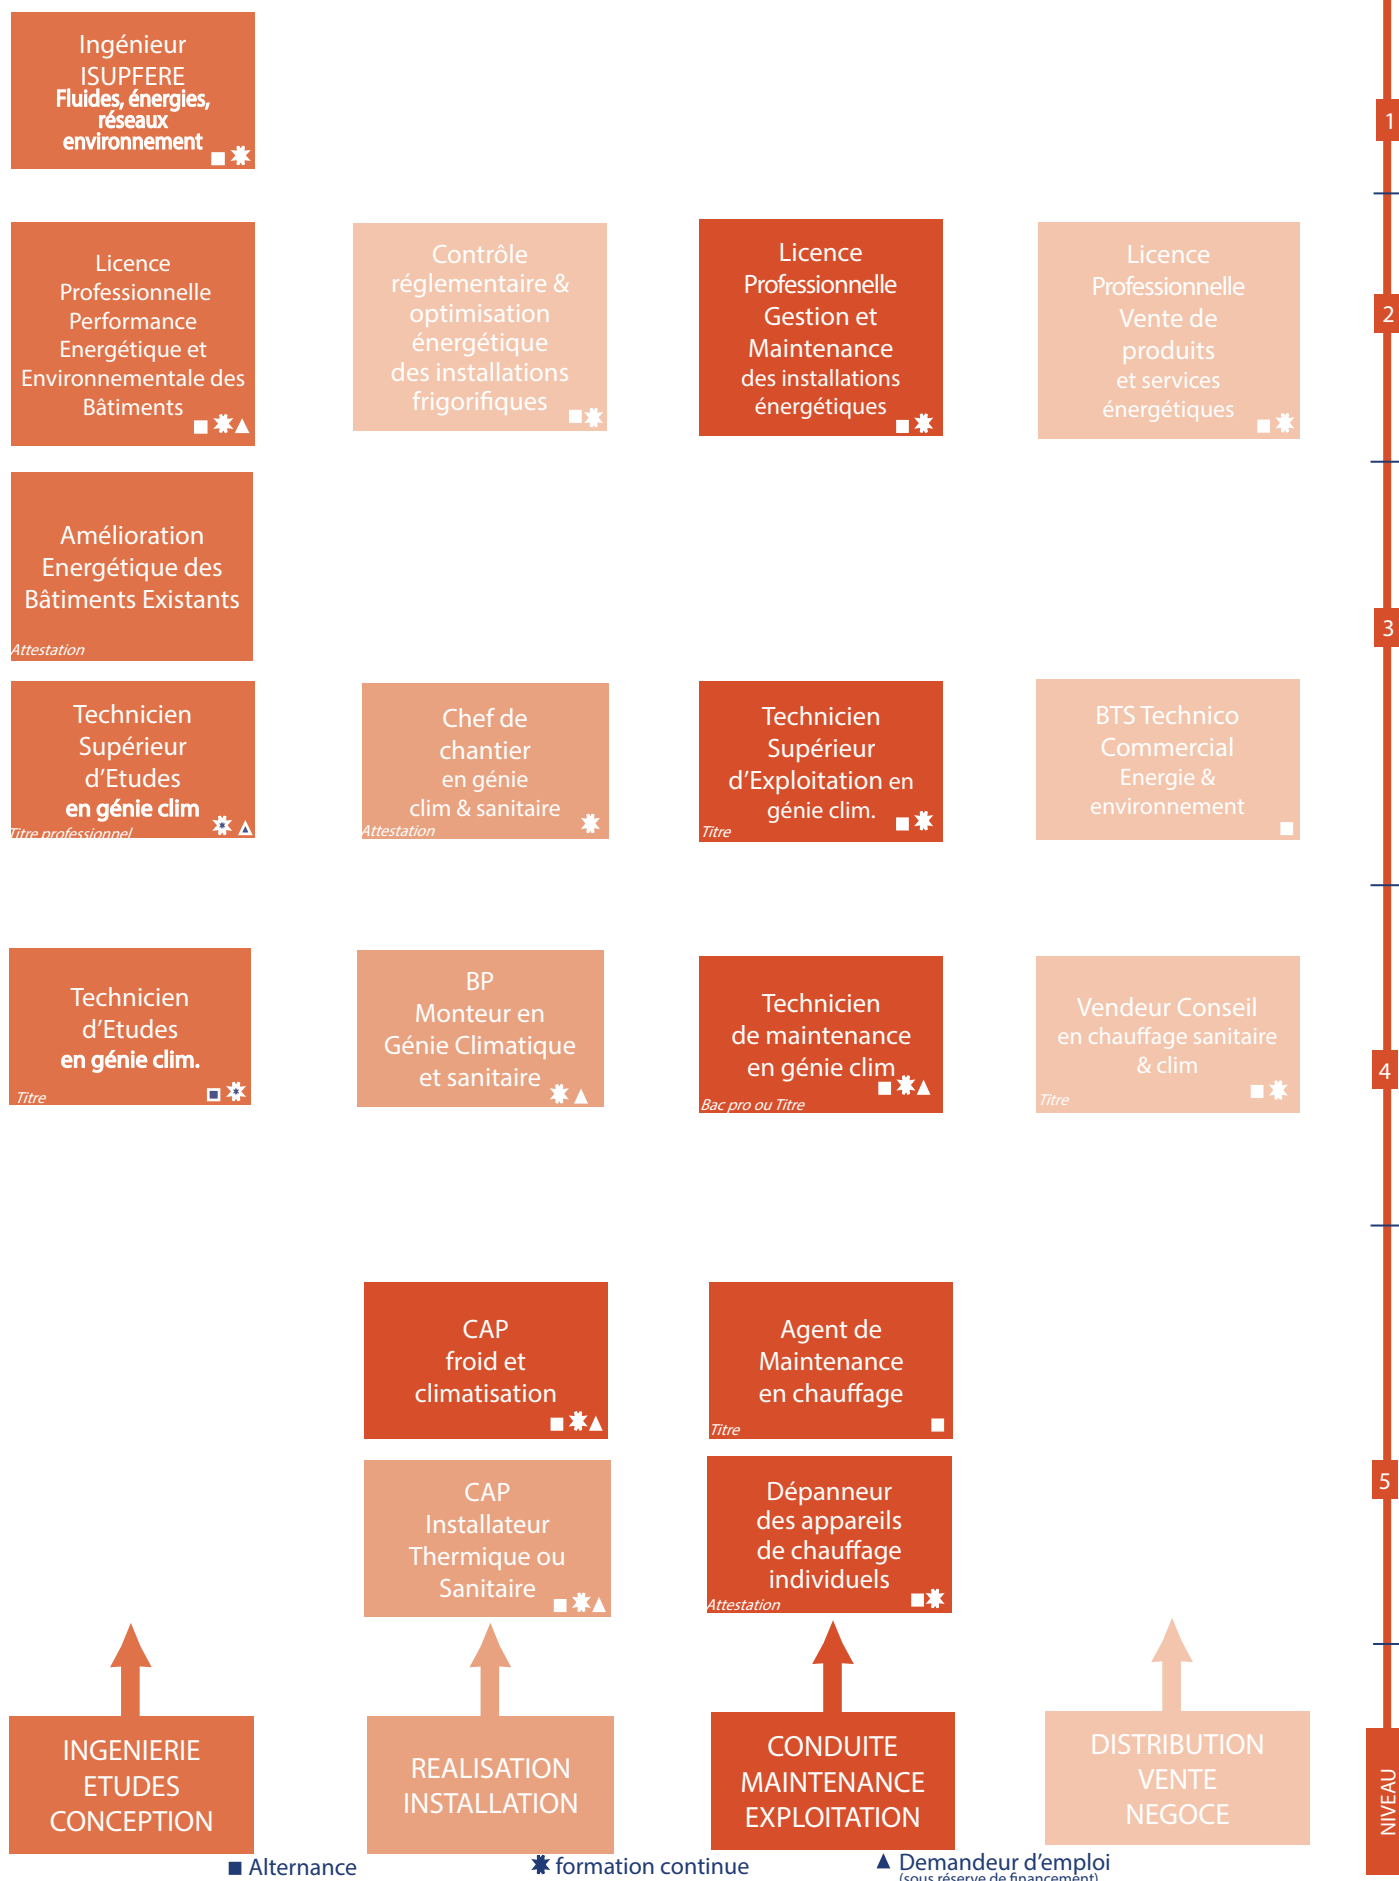 Ingénieur
ISUPFERE
Fluides, énergies,
réseaux
environnement
1
Licence
Professionnelle
Performance
Energétique et
Environnementale des
Bâtiments
Contrôle
réglementaire &
optimisation
énergétique
des installations
frigorifiques
Licence
Professionnelle
Gestion et
Maintenance
des installations
énergétiques
Licence
Professionnelle
Vente de
produits
et services
énergétiques
2
Amélioration
Energétique des
Bâtiments Existants
Attestation
3
Technicien
Supérieur
d'Etudes
en génie clim
Titre professionnel
Chef de
chantier
en génie
clim & sanitaire
Attestation
Technicien
Supérieur
d'Exploitation en
génie clim.
Titre
BTS Technico
Commercial
Energie &
environnement
Technicien
d'Etudes
en génie clim.
Titre
BP
Monteur en
Génie Climatique
et sanitaire
Technicien
de maintenance
en génie clim
Bac pro ou Titre
Vendeur Conseil
en chauffage sanitaire
& clim
Titre
4
CAP
froid et
climatisation
Agent de
Maintenance
en chauffage
Titre
CAP
Installateur
Thermique ou
Sanitaire
Dépanneur
des appareils
de chauffage
individuels
Attestation
5
INGENIERIE
ETUDES
CONCEPTION
REALISATION
INSTALLATION
CONDUITE
MAINTENANCE
EXPLOITATION
DISTRIBUTION
VENTE
NEGOCE
NIVEAU
Alternance
formation continue
Demandeur d'emploi
(sous réserve de financement)